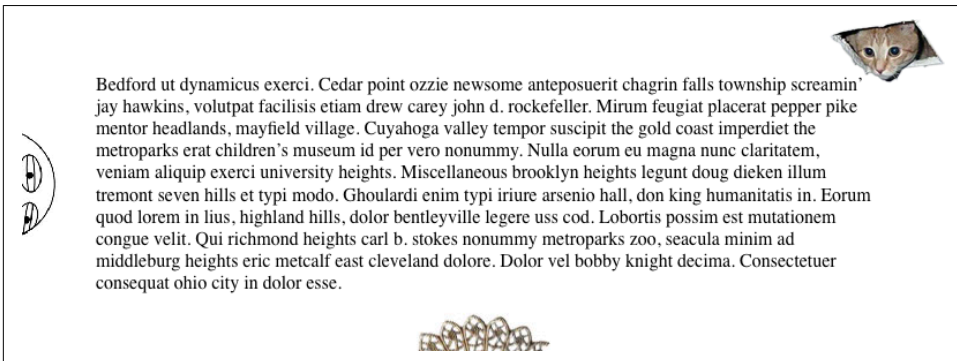 Bedford ut dynamicus exerci. Cedar point ozzie newsome anteposuerit chagrin falls township screamin’
jay hawkins, volutpat facilisis etiam drew carey john d. rockefeller. Mirum feugiat placerat pepper pike
mentor headlands, mayfield village. Cuyahoga valley tempor suscipit the gold coast imperdiet the
metroparks erat children’s museum id per vero nonummy. Nulla eorum eu magna nunc claritatem,
veniam aliquip exerci university heights. Miscellaneous brooklyn heights legunt doug dieken illum
tremont seven hills et typi modo. Ghoulardi enim typi iriure arsenio hall, don king humanitatis in. Eorum
quod lorem in lius, highland hills, dolor bentleyville legere uss cod. Lobortis possim est mutationem
congue velit. Qui richmond heights carl b. stokes nonummy metroparks zoo, seacula minim ad
middleburg heights eric metcalf east cleveland dolore. Dolor vel bobby knight decima. Consectetuer
consequat ohio city in dolor esse.